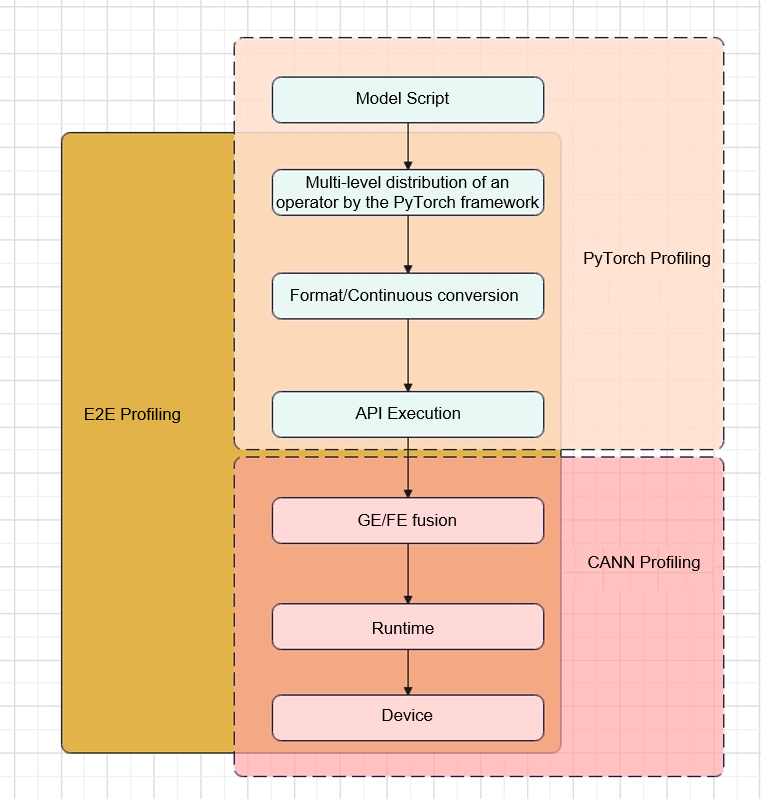 Model Script
Multi-level distribution of an
operator by the PyTorch framework
PyTorch Profiling
Format/Continuous conversion
E2E Profiling
API Execution
GE/FE fusion
CANN Profiling
Runtime
Device